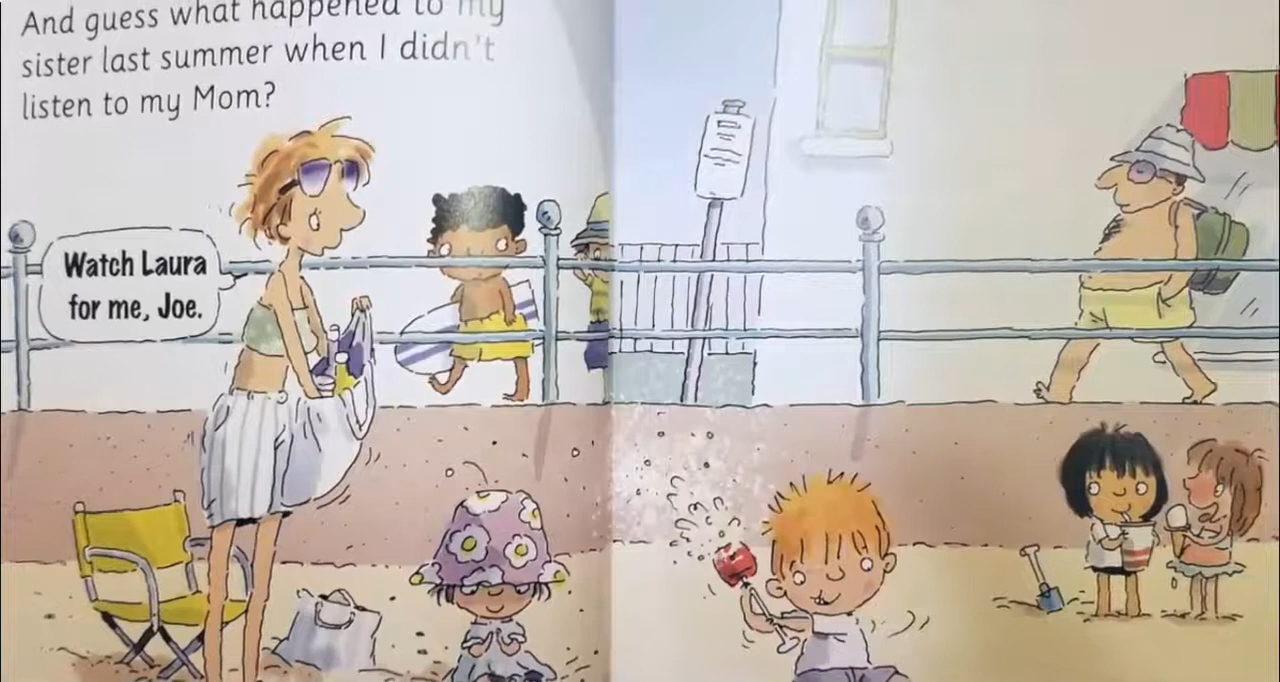 And guess what happened to my
sister last summer when I didn't
listen to my Mom?
Watch Laura
for me, Joe.